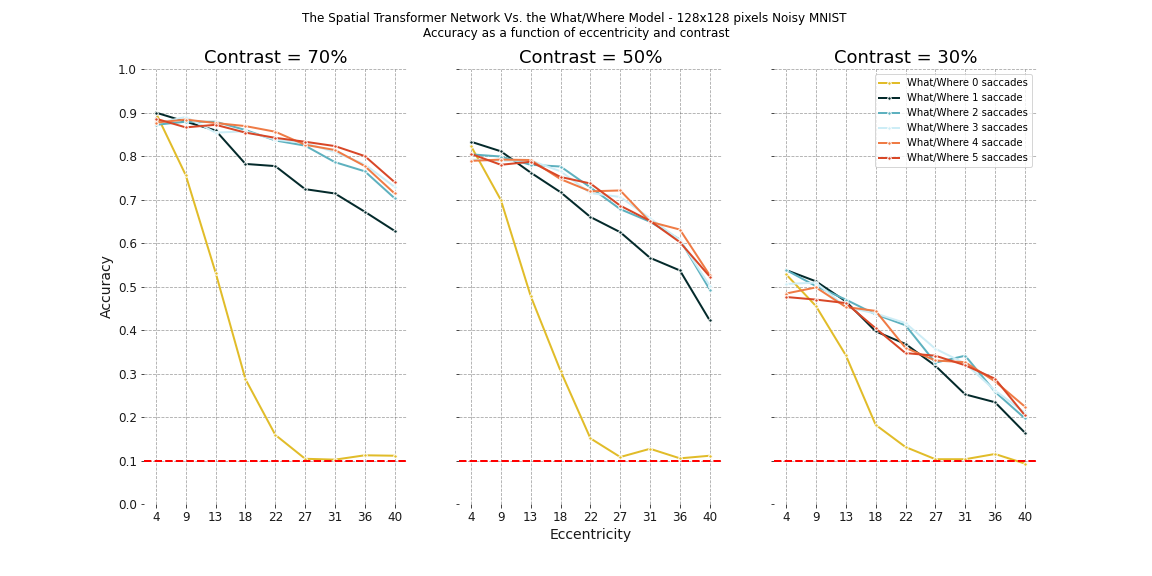 The Spatial Transformer Network Vs. the What/Where Model - 128x128 pixels Noisy MNIST
Accuracy as a function of eccentricity and contrast
Contrast = 70%
Contrast = 50%
Contrast = 30%
1.0
0.9
0.8
0.7
0.6
0.5
0.4
0.3
0.2
0.1
0.0
Accuracy
What/Where 0 saccades
What/Where 1 saccade
What/Where 2 saccades
What/Where 3 saccades
What/Where 4 saccade
What/Where 5 saccades
4 9 13 18 22 27 31 36 40
4 9 13 18 22 27 31 36 40
4 9 13 18 22 27 31 36 40
Eccentricity